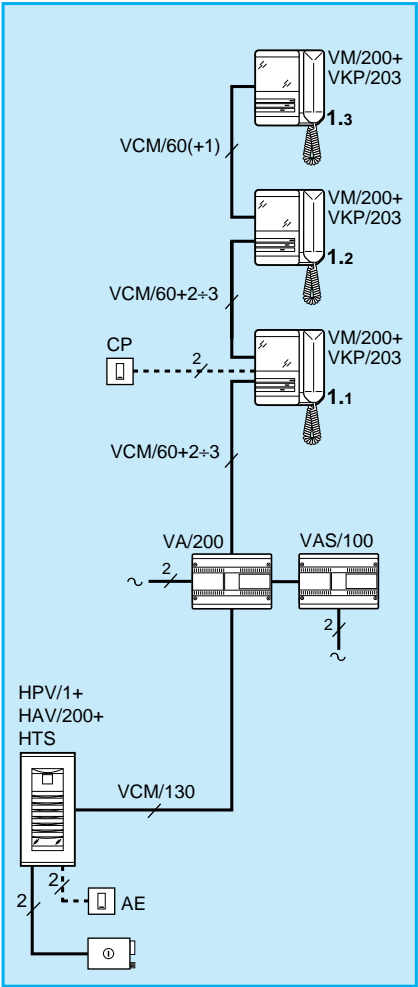 VM/200+
VKP/203
1.3
VCM/60(+1)
VM/200+
VKP/203
1.2
VCM/60+2÷3
CP
2
VM/200+
VKP/203
1.1
VCM/60+2÷3
VA/200
VAS/100
~
2
2
~
HPV/1+
HAV/200+
HTS
VCM/130
2
2
AE